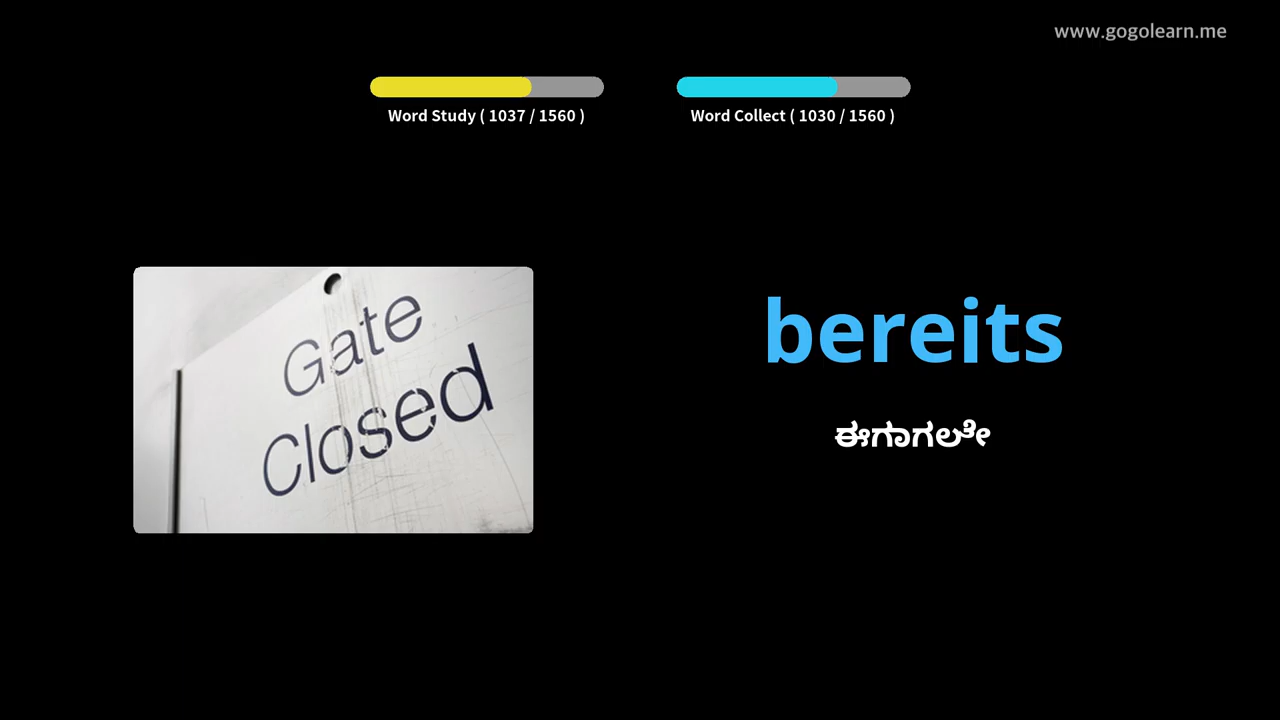 www.gogolearn.me
Word Study ( 1037 / 1560 )
Word Collect ( 1030 / 1560 )
Gate
Closed
bereits
ಈಗಾಗಲೇ